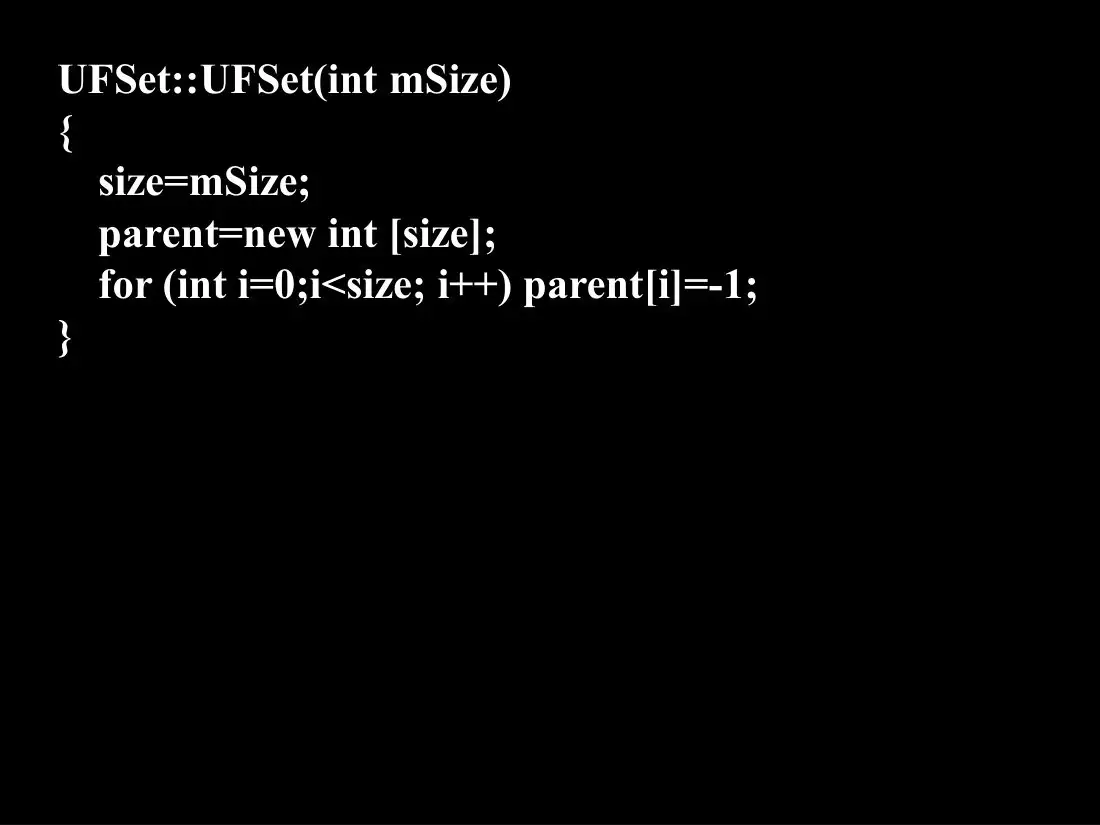 UFSet::UFSet(int mSize)
{
size=mSize;
parent=new int [size];
for (int i=0;i<size; i++) parent[i]=-1;
}